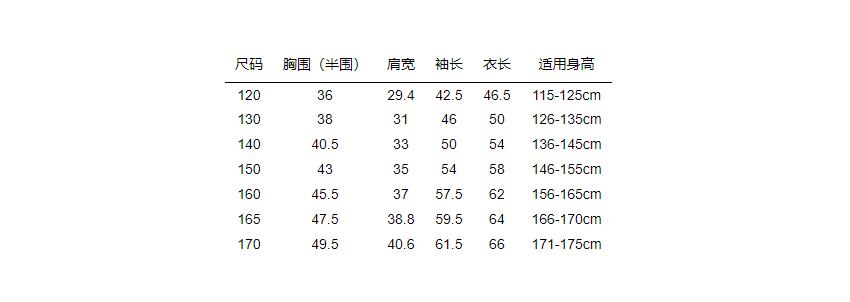 尺码 胸围（半围） 肩宽 袖长 衣长 适用身高
120 36 29.4 42.5 46.5 115-125cm
130 38 31 46 50 126-135cm
140 40.5 33 50 54 136-145cm
150 43 35 54 58 146-155cm
160 45.5 37 57.5 62 156-165cm
165 47.5 38.8 59.5 64 166-170cm
170 49.5 40.6 61.5 66 171-175cm